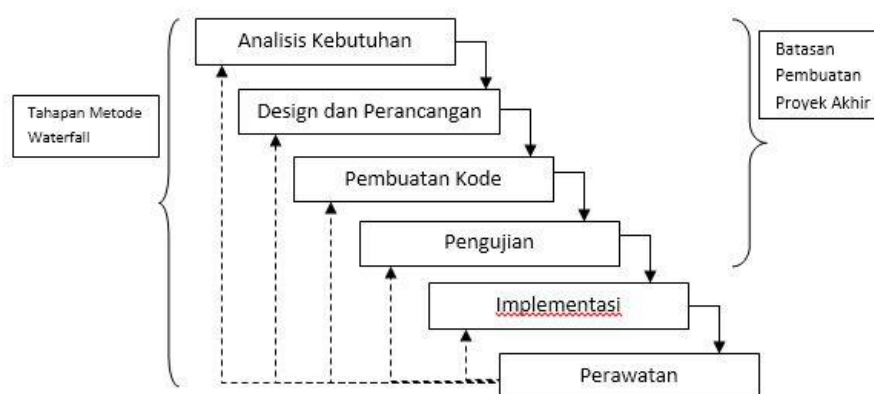 Analisis Kebutuhan
Batasan
Pembuatan
Proyek Akhir
Design dan Perancangan
Tahapan Metode
Waterfall
Pembuatan Kode
Pengujian
Implementasi
Perawatan